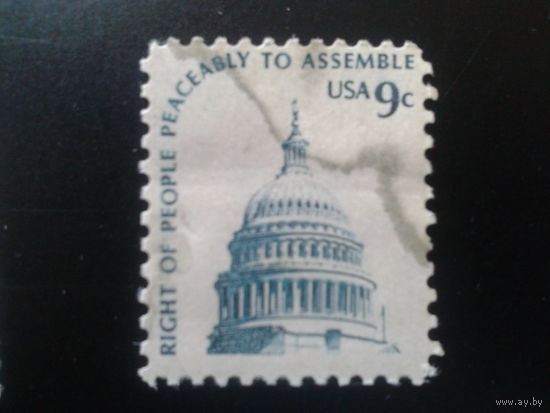 RIGHT OF PEOPLE PEACEABLY TO ASSEMBLE
USA 9c
www.ay.by